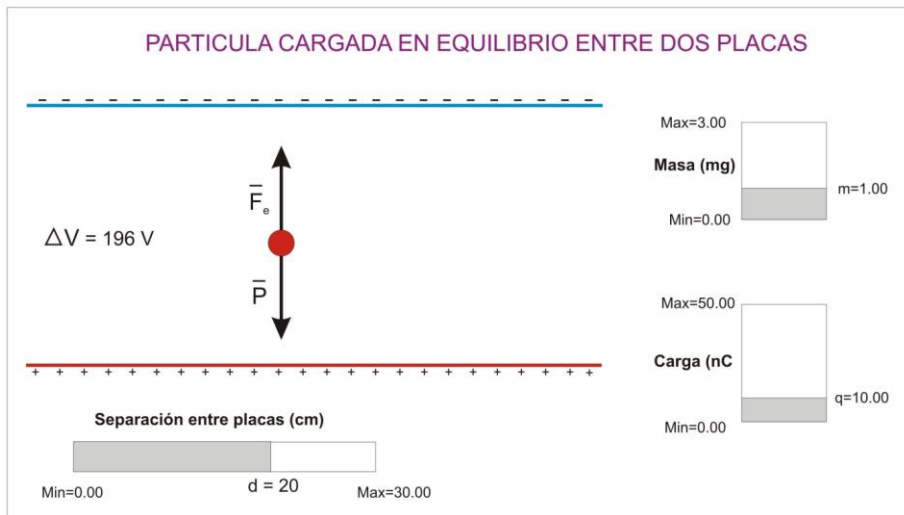 PARTICULA CARGADA EN EQUILIBRIO ENTRE DOS PLACAS
- - - - - - - - - - - - - - - - - - - - - -
F̅e
ΔV = 196 V
P̅
+ + + + + + + + + + + + + + + + + + + + + +
Separación entre placas (cm)
Min=0.00
d = 20
Max=30.00
Max=3.00
Masa (mg)
m=1.00
Min=0.00
Max=50.00
Carga (nC
q=10.00
Min=0.00